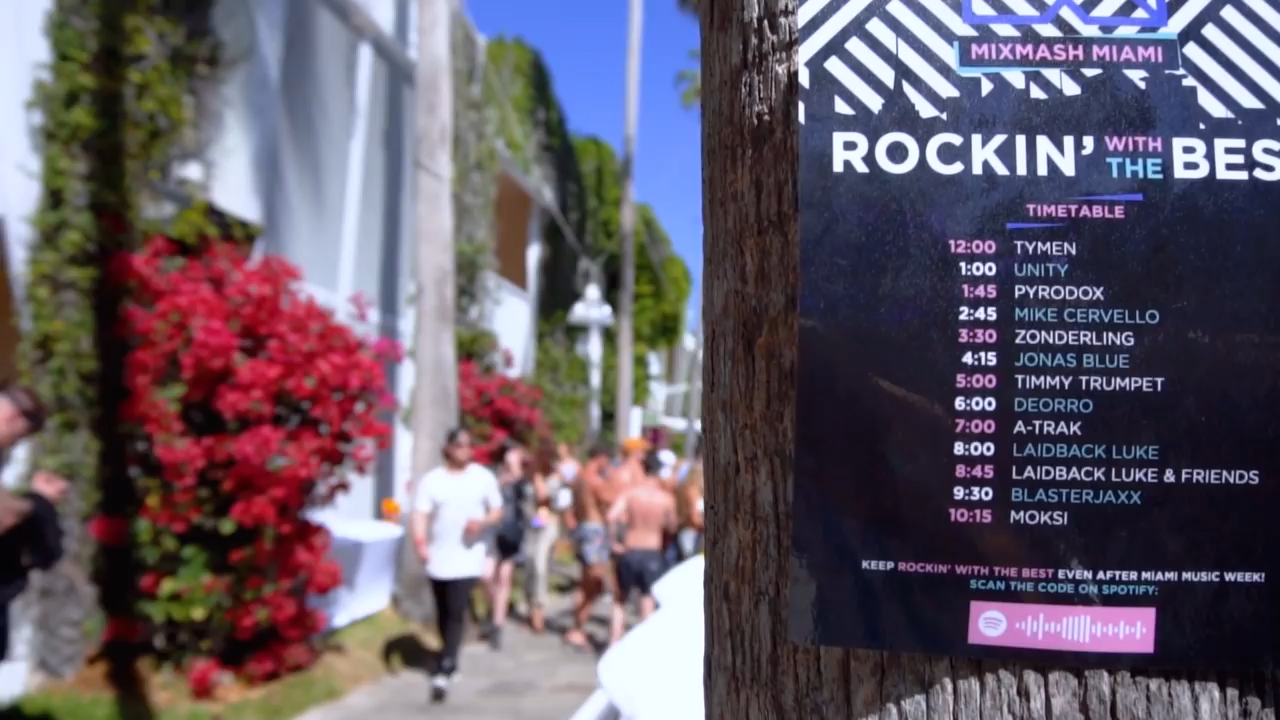 MIXMASH MIAMI
ROCKIN' WITH THE BES
TIMETABLE
12:00 TYMEN
1:00 UNITY
1:45 PYRODOX
2:45 MIKE CERVELLO
3:30 ZONDERLING
4:15 JONAS BLUE
5:00 TIMMY TRUMPET
6:00 DEORRO
7:00 A-TRAK
8:00 LAIDBACK LUKE
8:45 LAIDBACK LUKE & FRIENDS
9:30 BLASTERJAXX
10:15 MOKSI
KEEP ROCKIN' WITH THE BEST EVEN AFTER MIAMI MUSIC WEEK!
SCAN THE CODE ON SPOTIFY: